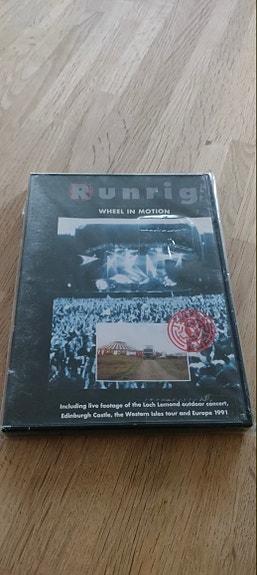 Runrig
WHEEL IN MOTION
Including live footage of the Loch Lomond outdoor concert,
Edinburgh Castle, the Western Isles tour and Europe 1991